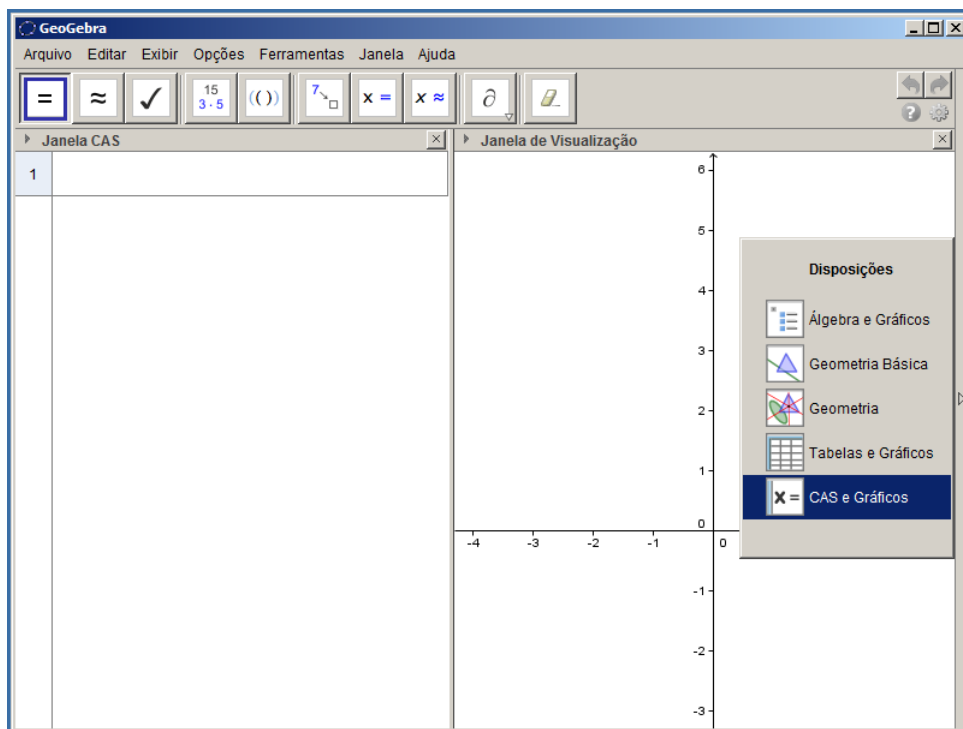 GeoGebra
Arquivo Editar Exibir Opções Ferramentas Janela Ajuda
= ≈ ✓ 15 3 · 5 (( )) 7 x = x ≈ ∂ ?
Janela CAS
Janela de Visualização
1
6
5
4
3
2
1
0
-4 -3 -2 -1 0
-1
-2
-3
Disposições
Álgebra e Gráficos
Geometria Básica
Geometria
Tabelas e Gráficos
x = CAS e Gráficos